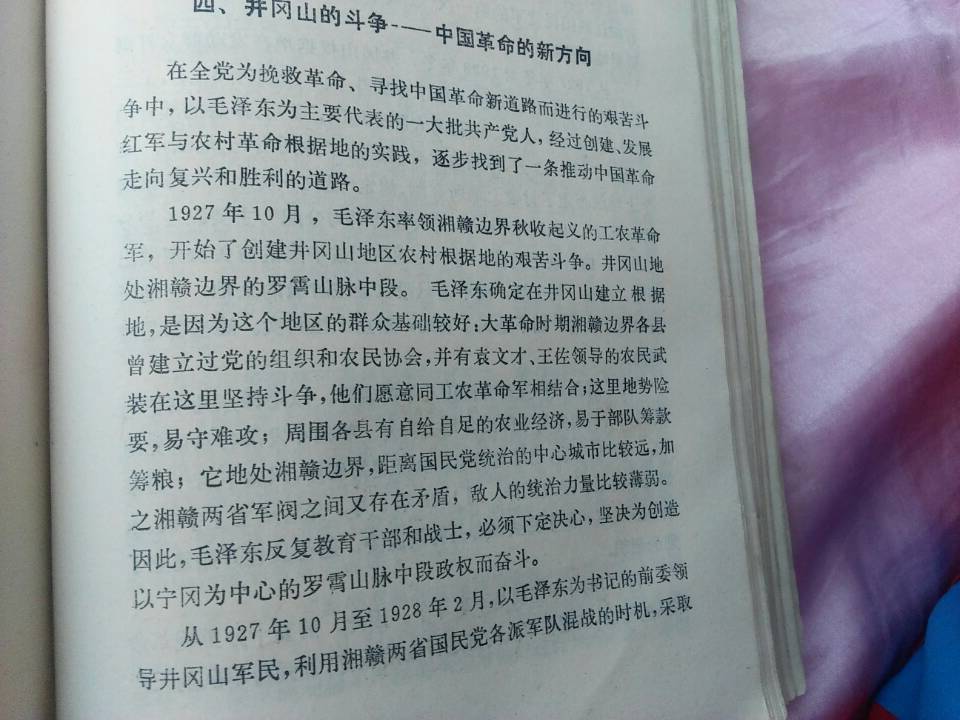 四、井冈山的斗争——中国革命的新方向
在全党为挽救革命、寻找中国革命新道路而进行的艰苦斗
争中，以毛泽东为主要代表的一大批共产党人，经过创建、发展
红军与农村革命根据地的实践，逐步找到了一条推动中国革命
走向复兴和胜利的道路。
1927年10月，毛泽东率领湘赣边界秋收起义的工农革命
军，开始了创建井冈山地区农村根据地的艰苦斗争。井冈山地
处湘赣边界的罗霄山脉中段。毛泽东确定在井冈山建立根据
地，是因为这个地区的群众基础较好：大革命时期湘赣边界各县
曾建立过党的组织和农民协会，并有袁文才、王佐领导的农民武
装在这里坚持斗争，他们愿意同工农革命军相结合；这里地势险
要，易守难攻；周围各县有自给自足的农业经济，易于部队筹款
筹粮；它地处湘赣边界，距离国民党统治的中心城市比较远，加
之湘赣两省军阀之间又存在矛盾，敌人的统治力量比较薄弱。
因此，毛泽东反复教育干部和战士，必须下定决心，坚决为创造
以宁冈为中心的罗霄山脉中段政权而奋斗。
从1927年10月至1928年2月，以毛泽东为书记的前委领
导井冈山军民，利用湘赣两省国民党各派军队混战的时机，采取